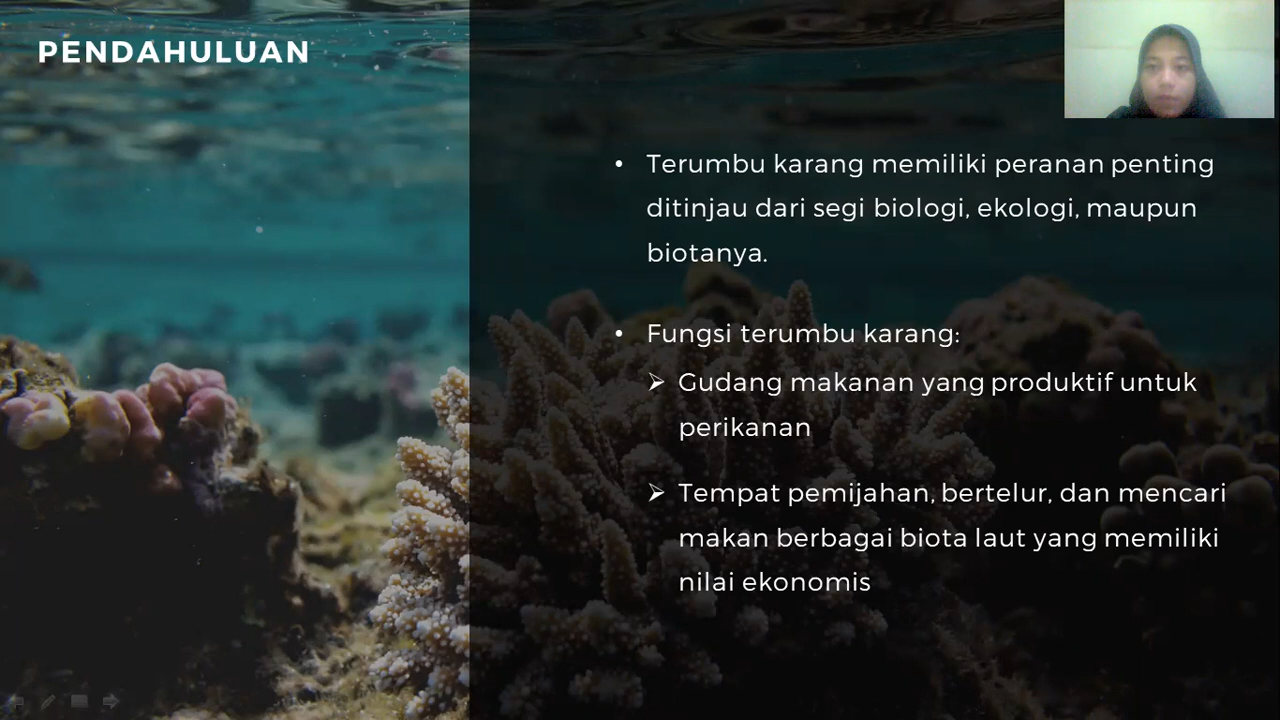 PENDAHULUAN
• Terumbu karang memiliki peranan penting
ditinjau dari segi biologi, ekologi, maupun
biotanya.
• Fungsi terumbu karang:
➢ Gudang makanan yang produktif untuk
perikanan
➢ Tempat pemijahan, bertelur, dan mencari
makan berbagai biota laut yang memiliki
nilai ekonomis